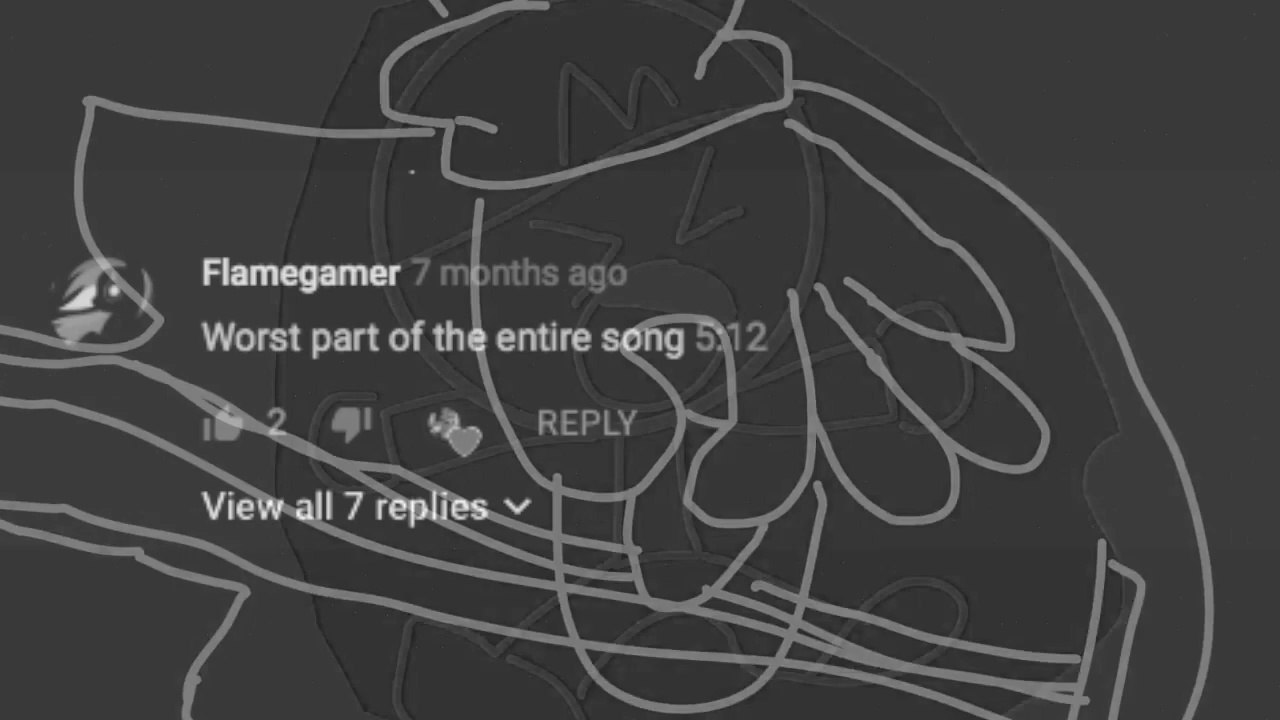 M
Flamegamer 7 months ago
Worst part of the entire song 5:12
2 REPLY
View all 7 replies